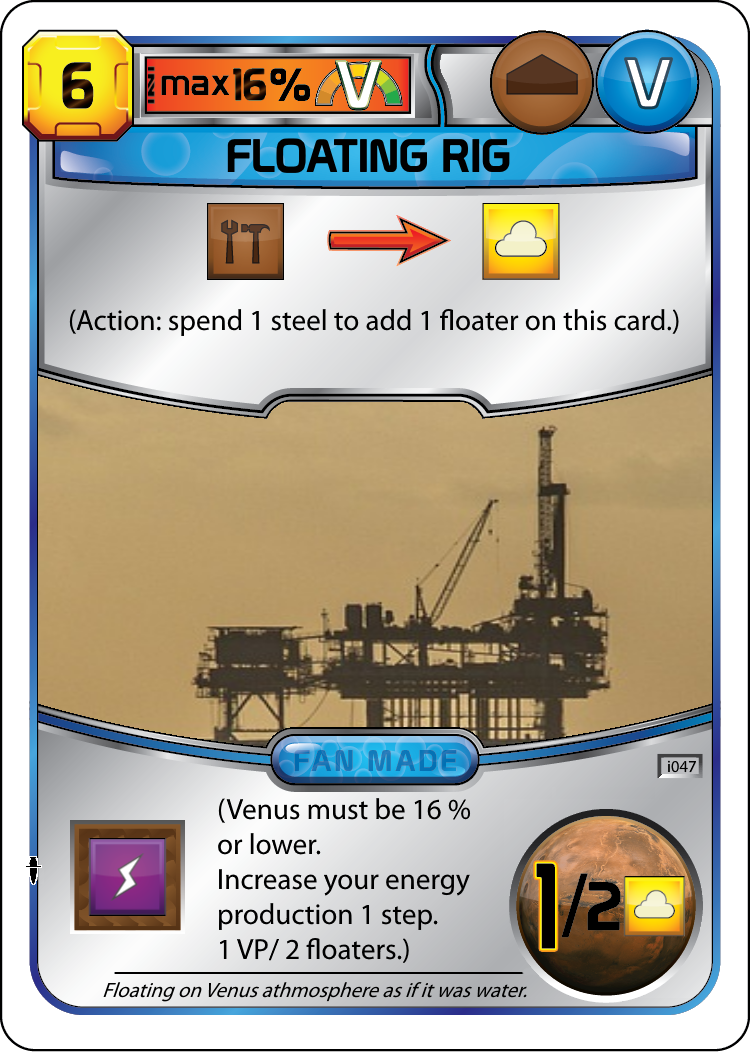 6
max 16% V
V
FLOATING RIG
(Action: spend 1 steel to add 1 floater on this card.)
FAN MADE
i047
(Venus must be 16 %
or lower.
Increase your energy
production 1 step.
1 VP/ 2 floaters.)
1/2
Floating on Venus athmosphere as if it was water.